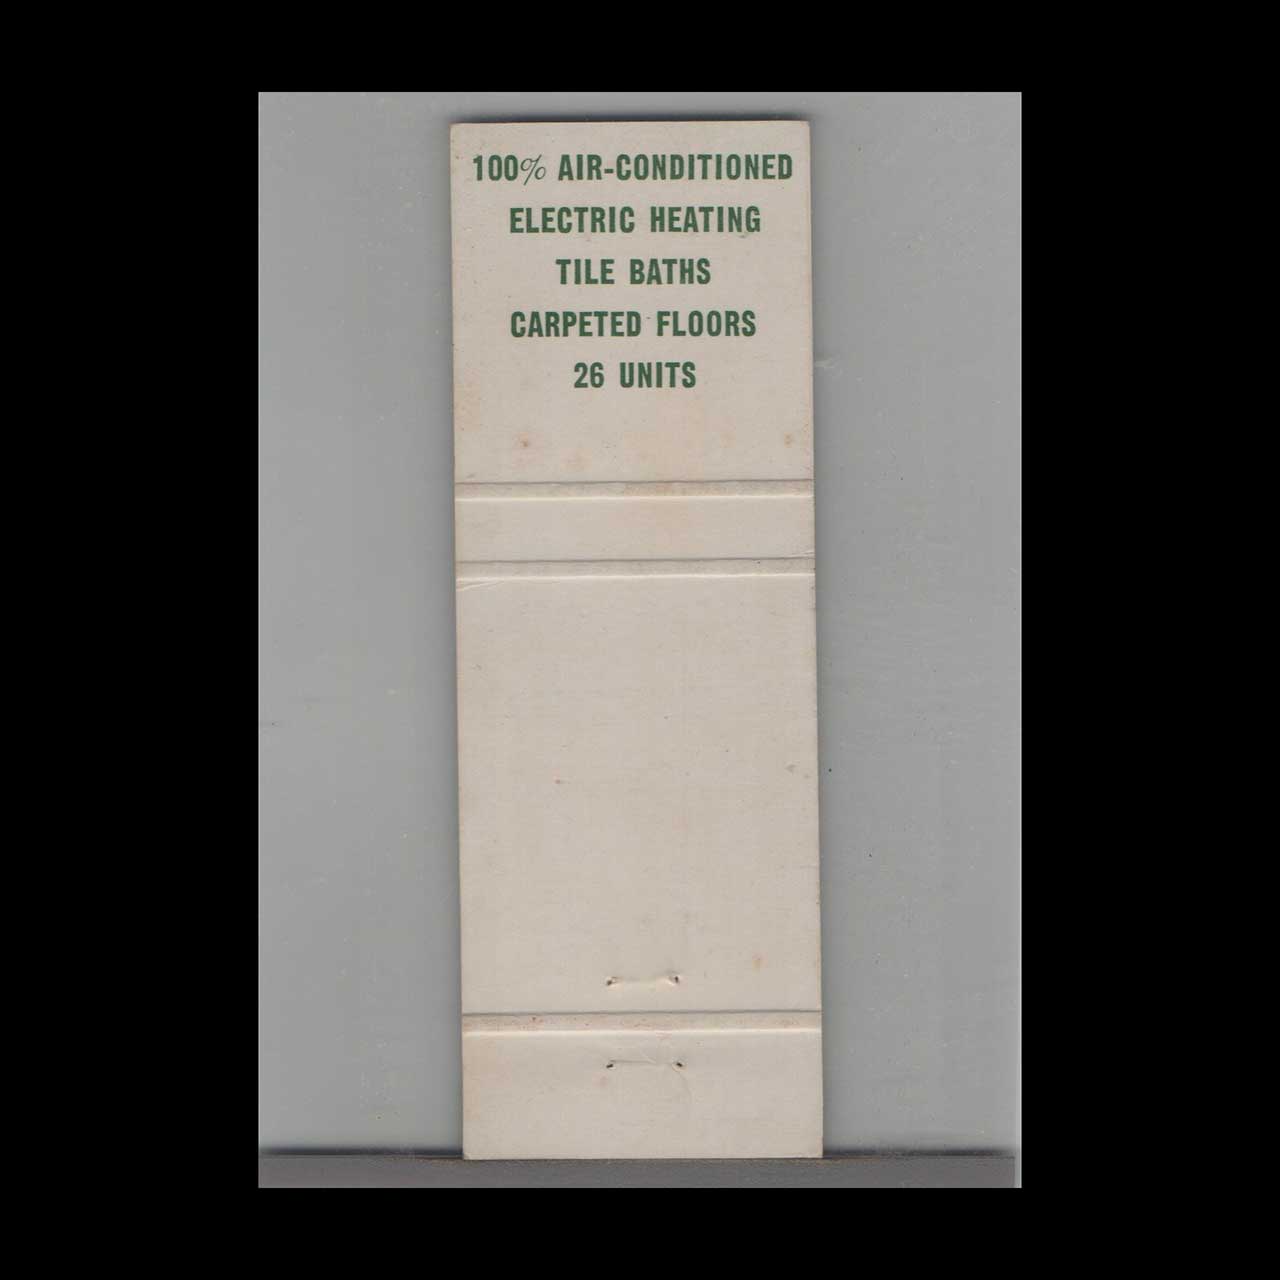 100% AIR-CONDITIONED
ELECTRIC HEATING
TILE BATHS
CARPETED FLOORS
26 UNITS